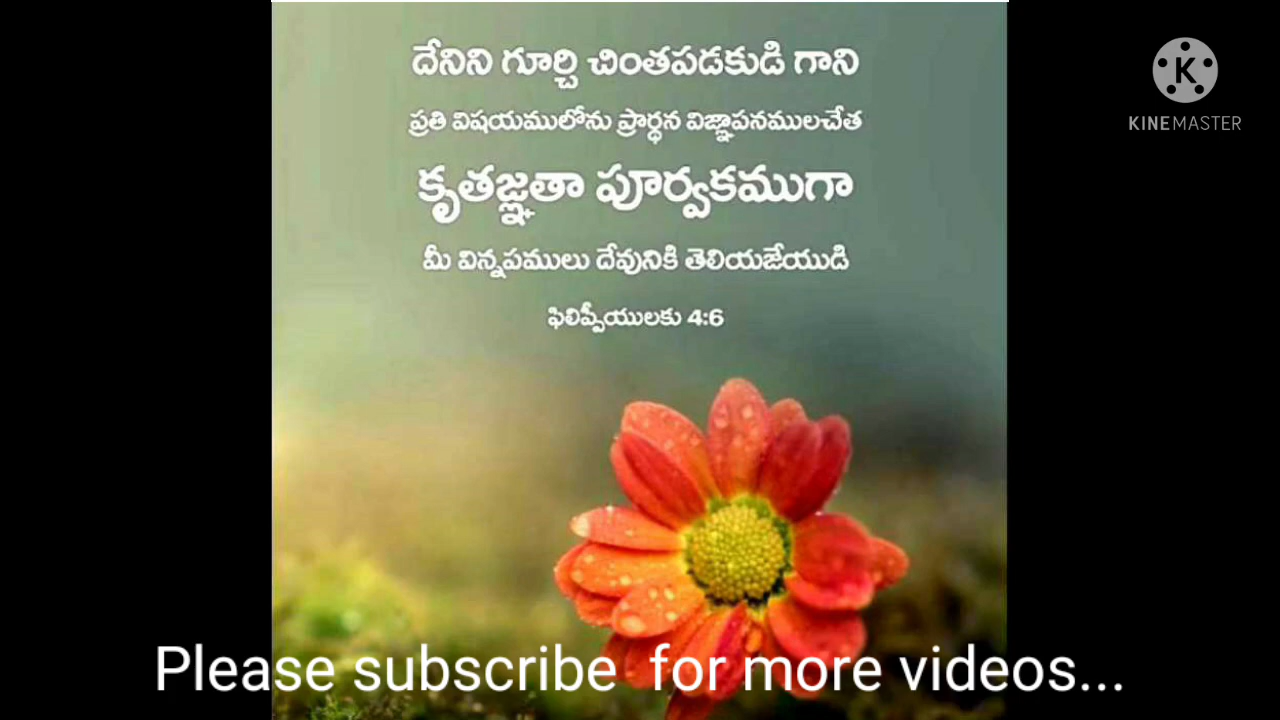 దేనిని గూర్చి చింతపడకుడి గాని
ప్రతి విషయములోను ప్రార్థన విజ్ఞాపనములచేత
కృతజ్ఞతా పూర్వకముగా
మీ విన్నపములు దేవునికి తెలియజేయుడి
ఫిలిప్పీయులకు 4:6
K
KINEMASTER
Please subscribe for more videos...